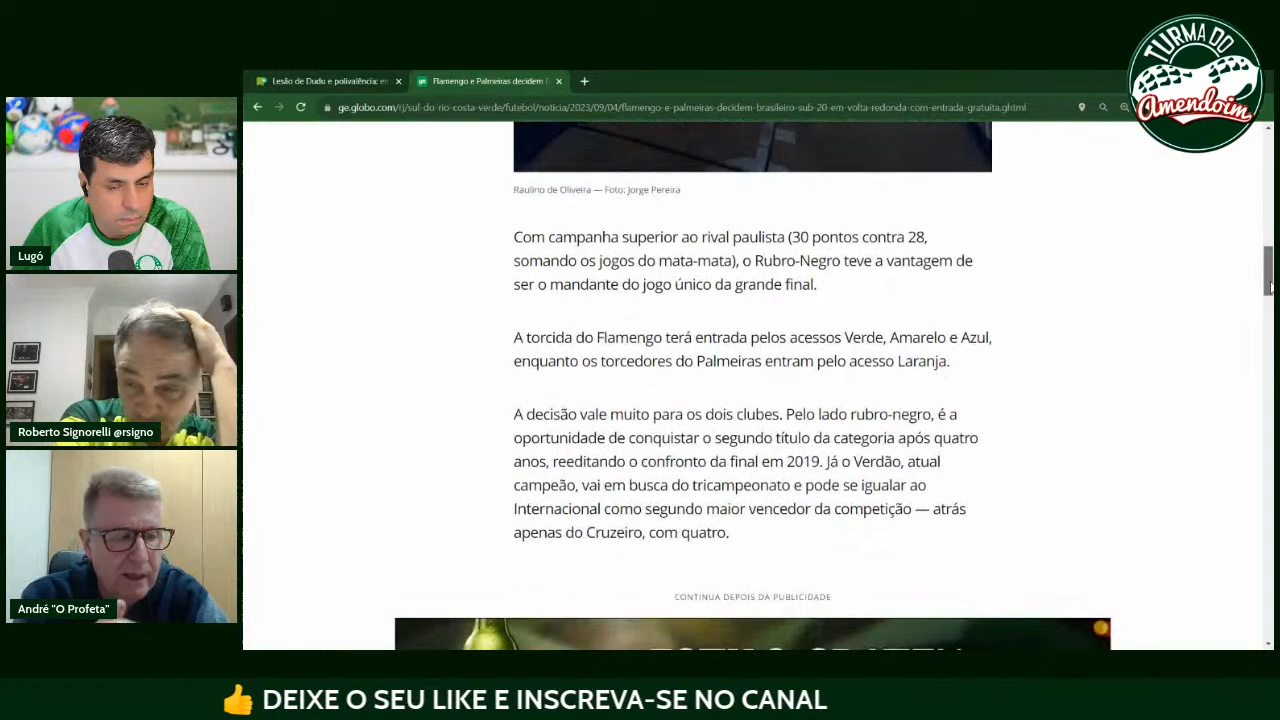 TURMA DO
Amendoim
Lesão de Dudu e polivalência: en
Flamengo e Palmeiras decidem
ge.globo.com/rj/sul-do-rio-costa-verde/futebol/noticia/2023/09/04/flamengo-e-palmeiras-decidem-brasileiro-sub-20-em-volta-redonda-com-entrada-gratuita.ghtml
Raulino de Oliveira — Foto: Jorge Pereira
Com campanha superior ao rival paulista (30 pontos contra 28,
somando os jogos do mata-mata), o Rubro-Negro teve a vantagem de
ser o mandante do jogo único da grande final.
A torcida do Flamengo terá entrada pelos acessos Verde, Amarelo e Azul,
enquanto os torcedores do Palmeiras entram pelo acesso Laranja.
A decisão vale muito para os dois clubes. Pelo lado rubro-negro, é a
oportunidade de conquistar o segundo título da categoria após quatro
anos, reeditando o confronto da final em 2019. Já o Verdão, atual
campeão, vai em busca do tricampeonato e pode se igualar ao
Internacional como segundo maior vencedor da competição — atrás
apenas do Cruzeiro, com quatro.
CONTINUA DEPOIS DA PUBLICIDADE
Lugó
Roberto Signorelli @rsigno
André "O Profeta"
DEIXE O SEU LIKE E INSCREVA-SE NO CANAL